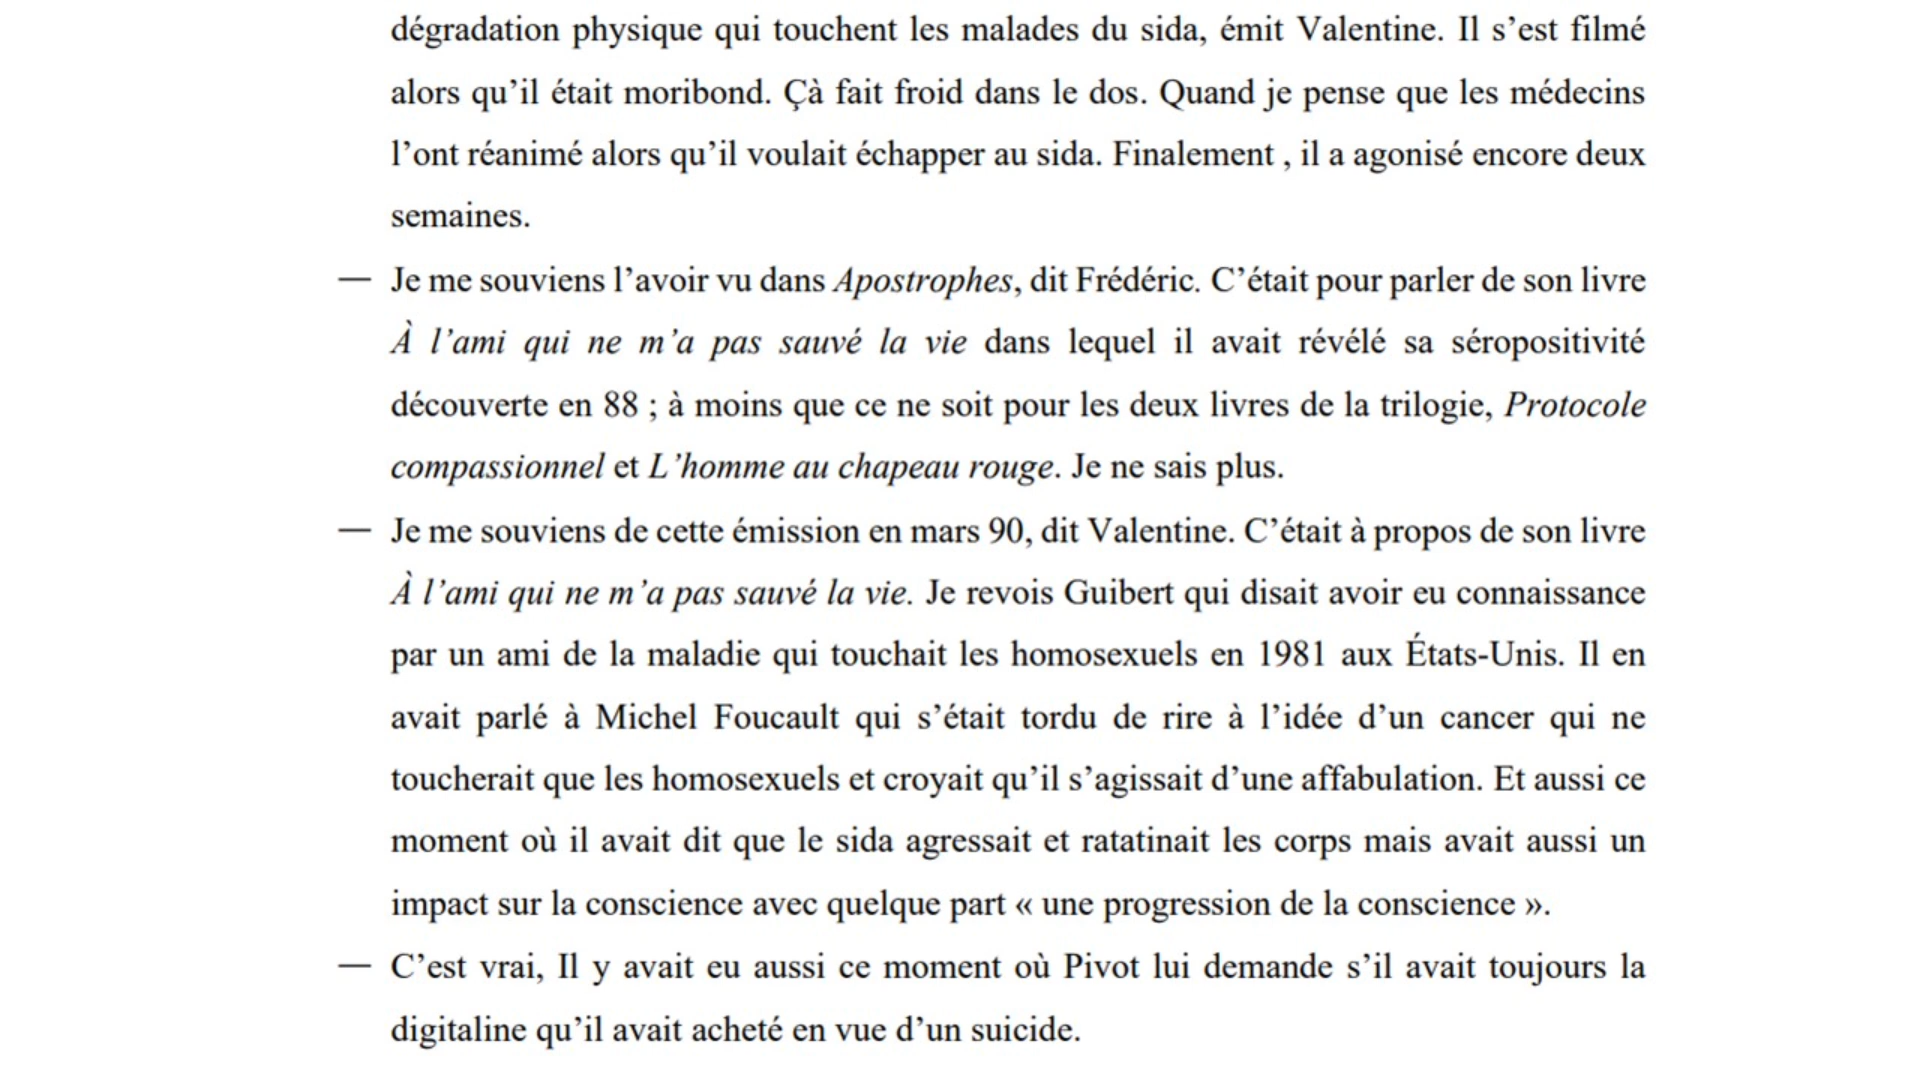 dégradation physique qui touchent les malades du sida, émit Valentine. Il s’est filmé
alors qu’il était moribond. Çà fait froid dans le dos. Quand je pense que les médecins
l’ont réanimé alors qu’il voulait échapper au sida. Finalement , il a agonisé encore deux
semaines.
— Je me souviens l’avoir vu dans Apostrophes, dit Frédéric. C’était pour parler de son livre
À l’ami qui ne m’a pas sauvé la vie dans lequel il avait révélé sa séropositivité
découverte en 88 ; à moins que ce ne soit pour les deux livres de la trilogie, Protocole
compassionnel et L’homme au chapeau rouge. Je ne sais plus.
— Je me souviens de cette émission en mars 90, dit Valentine. C’était à propos de son livre
À l’ami qui ne m’a pas sauvé la vie. Je revois Guibert qui disait avoir eu connaissance
par un ami de la maladie qui touchait les homosexuels en 1981 aux États-Unis. Il en
avait parlé à Michel Foucault qui s’était tordu de rire à l’idée d’un cancer qui ne
toucherait que les homosexuels et croyait qu’il s’agissait d’une affabulation. Et aussi ce
moment où il avait dit que le sida agressait et ratatinait les corps mais avait aussi un
impact sur la conscience avec quelque part « une progression de la conscience ».
— C’est vrai, Il y avait eu aussi ce moment où Pivot lui demande s’il avait toujours la
digitaline qu’il avait acheté en vue d’un suicide.